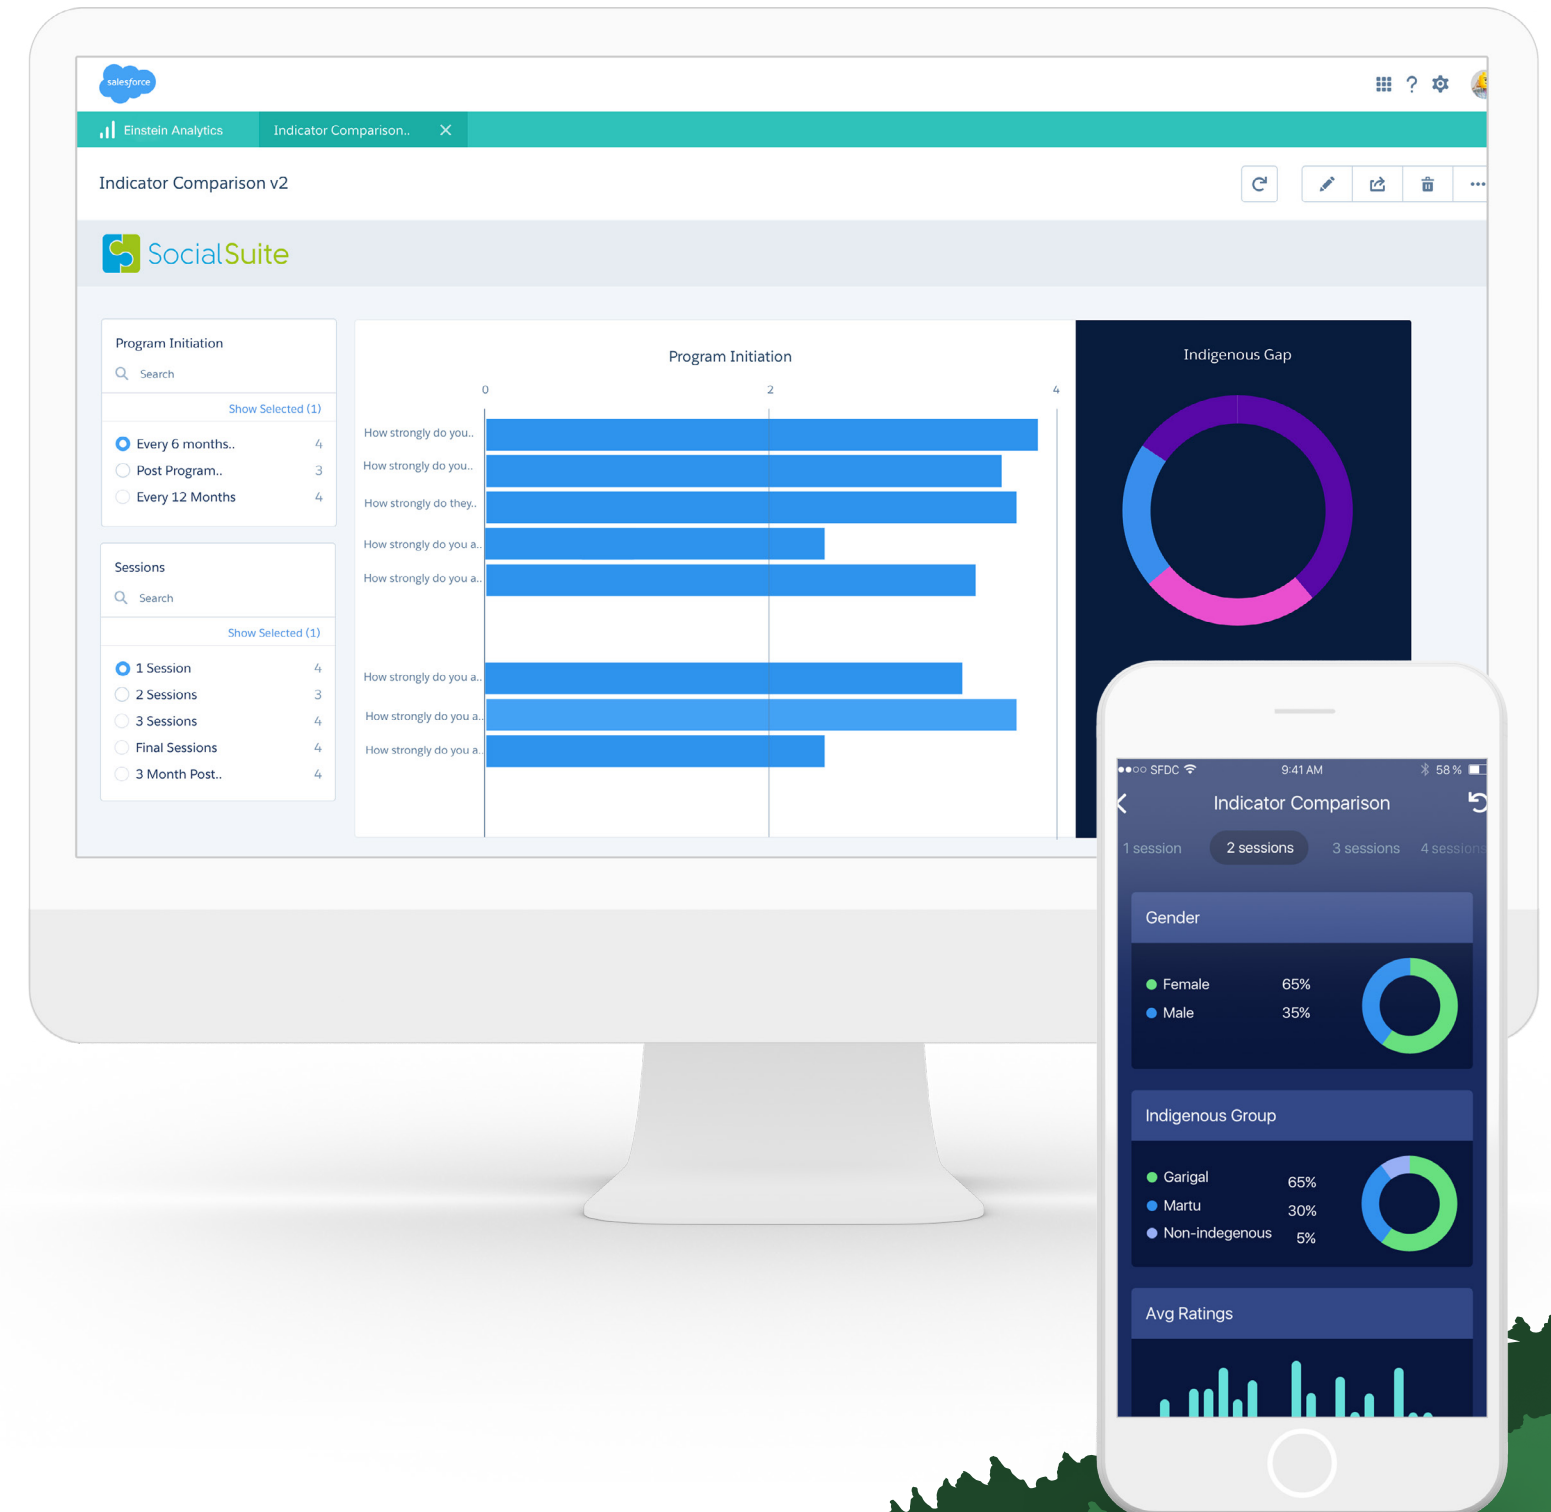 salesforce
?
Einstein Analytics
Indicator Comparison..
Indicator Comparison v2
SocialSuite
Program Initiation
Search
Show Selected (1)
Every 6 months.. 4
Post Program.. 3
Every 12 Months 4
Sessions
Search
Show Selected (1)
1 Session 4
2 Sessions 3
3 Sessions 4
Final Sessions 4
3 Month Post.. 4
Program Initiation
0 2 4
How strongly do you..
How strongly do you..
How strongly do they..
How strongly do you a..
How strongly do you a..
How strongly do you a..
How strongly do you a..
How strongly do you a..
Indigenous Gap
SFDC 9:41 AM 58%
Indicator Comparison
1 session 2 sessions 3 sessions 4 sessions
Gender
Female 65%
Male 35%
Indigenous Group
Garigal 65%
Martu 30%
Non-indegenous 5%
Avg Ratings